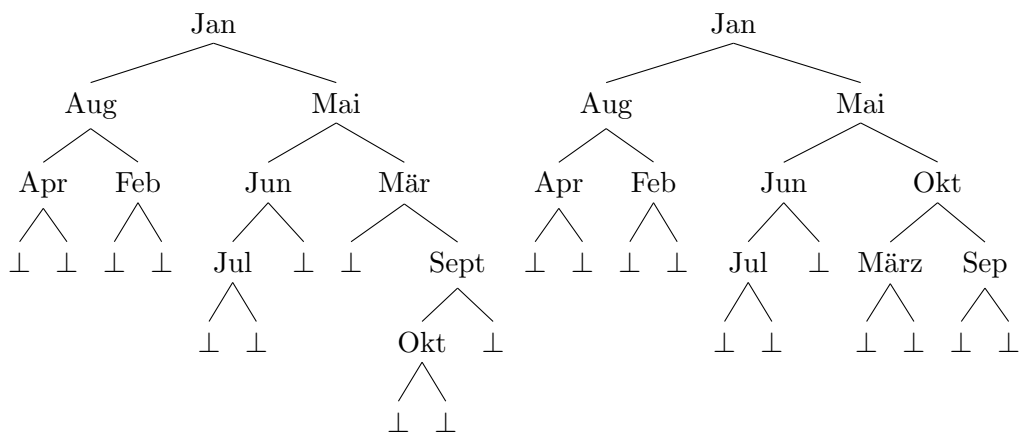 Jan Jan
Aug Mai Aug Mai
Apr Feb Jun Mär Apr Feb Jun Okt
⊥ ⊥ ⊥ ⊥ Jul ⊥ ⊥ Sept ⊥ ⊥ ⊥ ⊥ Jul ⊥ März Sep
⊥ ⊥ Okt ⊥ ⊥ ⊥ ⊥ ⊥ ⊥ ⊥
⊥ ⊥